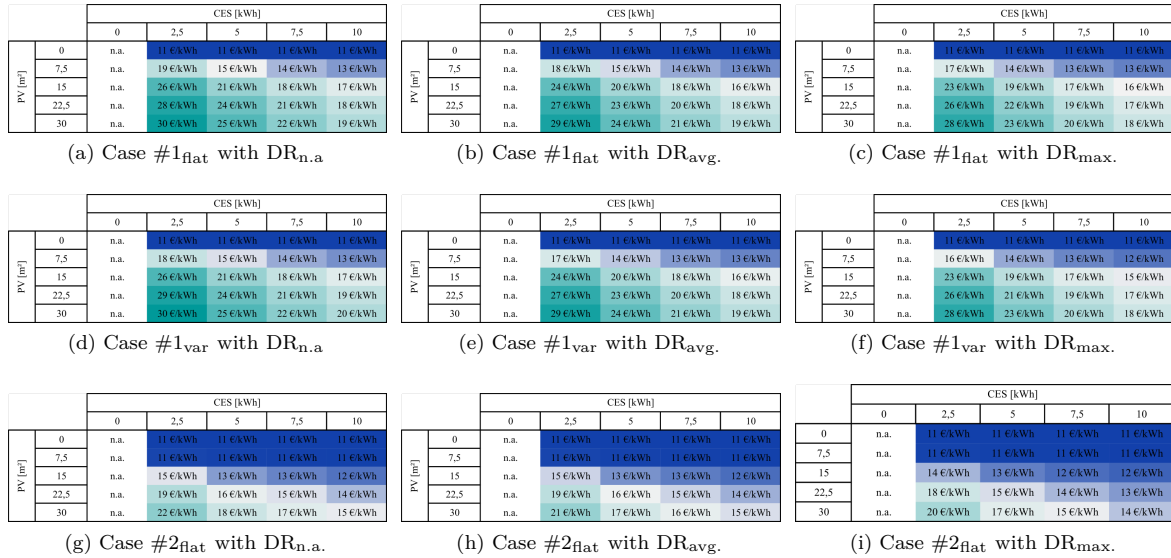 CES [kWh]
0 2,5 5 7,5 10
PV [m²]
0 n.a. 11 €/kWh 11 €/kWh 11 €/kWh 11 €/kWh
7,5 n.a. 19 €/kWh 15 €/kWh 14 €/kWh 13 €/kWh
15 n.a. 26 €/kWh 21 €/kWh 18 €/kWh 17 €/kWh
22,5 n.a. 28 €/kWh 24 €/kWh 21 €/kWh 18 €/kWh
30 n.a. 30 €/kWh 25 €/kWh 22 €/kWh 19 €/kWh
(a) Case #1flat with DRn.a
CES [kWh]
0 2,5 5 7,5 10
PV [m²]
0 n.a. 11 €/kWh 11 €/kWh 11 €/kWh 11 €/kWh
7,5 n.a. 18 €/kWh 15 €/kWh 14 €/kWh 13 €/kWh
15 n.a. 24 €/kWh 20 €/kWh 18 €/kWh 16 €/kWh
22,5 n.a. 27 €/kWh 23 €/kWh 20 €/kWh 18 €/kWh
30 n.a. 29 €/kWh 24 €/kWh 21 €/kWh 19 €/kWh
(b) Case #1flat with DRavg.
CES [kWh]
0 2,5 5 7,5 10
PV [m²]
0 n.a. 11 €/kWh 11 €/kWh 11 €/kWh 11 €/kWh
7,5 n.a. 17 €/kWh 14 €/kWh 13 €/kWh 13 €/kWh
15 n.a. 23 €/kWh 19 €/kWh 17 €/kWh 16 €/kWh
22,5 n.a. 26 €/kWh 22 €/kWh 19 €/kWh 17 €/kWh
30 n.a. 28 €/kWh 23 €/kWh 20 €/kWh 18 €/kWh
(c) Case #1flat with DRmax.
CES [kWh]
0 2,5 5 7,5 10
PV [m²]
0 n.a. 11 €/kWh 11 €/kWh 11 €/kWh 11 €/kWh
7,5 n.a. 18 €/kWh 15 €/kWh 14 €/kWh 13 €/kWh
15 n.a. 26 €/kWh 21 €/kWh 18 €/kWh 17 €/kWh
22,5 n.a. 29 €/kWh 24 €/kWh 21 €/kWh 19 €/kWh
30 n.a. 30 €/kWh 25 €/kWh 22 €/kWh 20 €/kWh
(d) Case #1var with DRn.a
CES [kWh]
0 2,5 5 7,5 10
PV [m²]
0 n.a. 11 €/kWh 11 €/kWh 11 €/kWh 11 €/kWh
7,5 n.a. 17 €/kWh 14 €/kWh 13 €/kWh 13 €/kWh
15 n.a. 24 €/kWh 20 €/kWh 18 €/kWh 16 €/kWh
22,5 n.a. 27 €/kWh 23 €/kWh 20 €/kWh 18 €/kWh
30 n.a. 29 €/kWh 24 €/kWh 21 €/kWh 19 €/kWh
(e) Case #1var with DRavg.
CES [kWh]
0 2,5 5 7,5 10
PV [m²]
0 n.a. 11 €/kWh 11 €/kWh 11 €/kWh 11 €/kWh
7,5 n.a. 16 €/kWh 14 €/kWh 13 €/kWh 12 €/kWh
15 n.a. 23 €/kWh 19 €/kWh 17 €/kWh 15 €/kWh
22,5 n.a. 26 €/kWh 21 €/kWh 19 €/kWh 17 €/kWh
30 n.a. 28 €/kWh 23 €/kWh 20 €/kWh 18 €/kWh
(f) Case #1var with DRmax.
CES [kWh]
0 2,5 5 7,5 10
PV [m²]
0 n.a. 11 €/kWh 11 €/kWh 11 €/kWh 11 €/kWh
7,5 n.a. 11 €/kWh 11 €/kWh 11 €/kWh 11 €/kWh
15 n.a. 15 €/kWh 13 €/kWh 13 €/kWh 12 €/kWh
22,5 n.a. 19 €/kWh 16 €/kWh 15 €/kWh 14 €/kWh
30 n.a. 22 €/kWh 18 €/kWh 17 €/kWh 15 €/kWh
(g) Case #2flat with DRn.a.
CES [kWh]
0 2,5 5 7,5 10
PV [m²]
0 n.a. 11 €/kWh 11 €/kWh 11 €/kWh 11 €/kWh
7,5 n.a. 11 €/kWh 11 €/kWh 11 €/kWh 11 €/kWh
15 n.a. 15 €/kWh 13 €/kWh 13 €/kWh 12 €/kWh
22,5 n.a. 19 €/kWh 16 €/kWh 15 €/kWh 14 €/kWh
30 n.a. 21 €/kWh 17 €/kWh 16 €/kWh 15 €/kWh
(h) Case #2flat with DRavg.
CES [kWh]
0 2,5 5 7,5 10
PV [m²]
0 n.a. 11 €/kWh 11 €/kWh 11 €/kWh 11 €/kWh
7,5 n.a. 11 €/kWh 11 €/kWh 11 €/kWh 11 €/kWh
15 n.a. 14 €/kWh 13 €/kWh 12 €/kWh 12 €/kWh
22,5 n.a. 18 €/kWh 15 €/kWh 14 €/kWh 13 €/kWh
30 n.a. 20 €/kWh 17 €/kWh 15 €/kWh 14 €/kWh
(i) Case #2flat with DRmax.